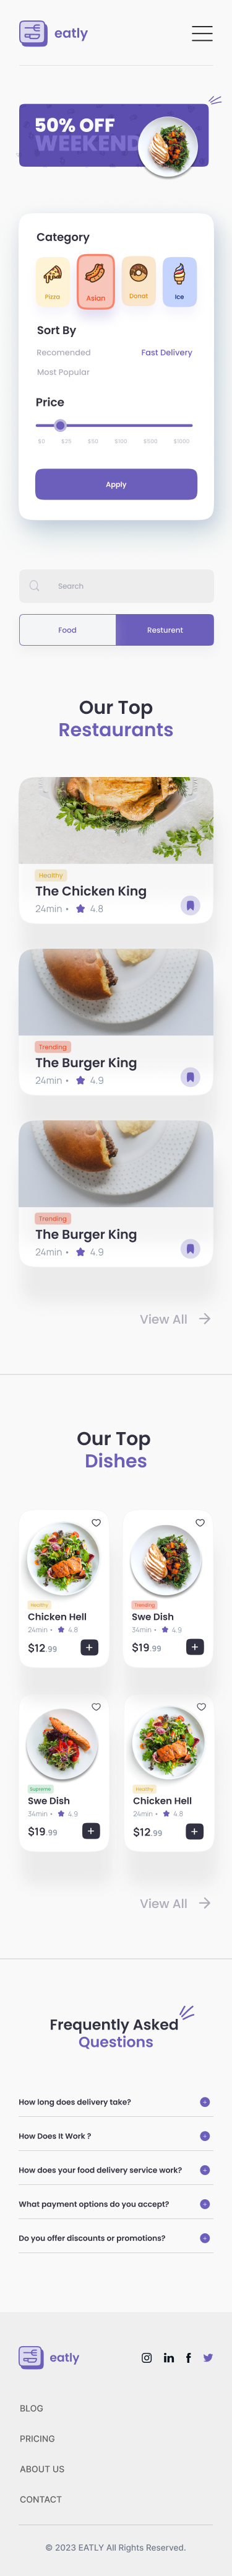 eatly
50% OFF
WEEKEND
Category
Pizza
Asian
Donat
Ice
Sort By
Recomended
Fast Delivery
Most Popular
Price
$0 $25 $50 $100 $500 $1000
Apply
Search
Food
Resturent
Our Top
Restaurants
Healthy
The Chicken King
24min • 4.8
Trending
The Burger King
24min • 4.9
Trending
The Burger King
24min • 4.9
View All
Our Top
Dishes
Healthy
Chicken Hell
24min • 4.8
$12.99
+
Trending
Swe Dish
34min • 4.9
$19.99
+
Supreme
Swe Dish
34min • 4.9
$19.99
+
Healthy
Chicken Hell
24min • 4.8
$12.99
+
View All
Frequently Asked
Questions
How long does delivery take?
How Does It Work ?
How does your food delivery service work?
What payment options do you accept?
Do you offer discounts or promotions?
eatly
BLOG
PRICING
ABOUT US
CONTACT
© 2023 EATLY All Rights Reserved.